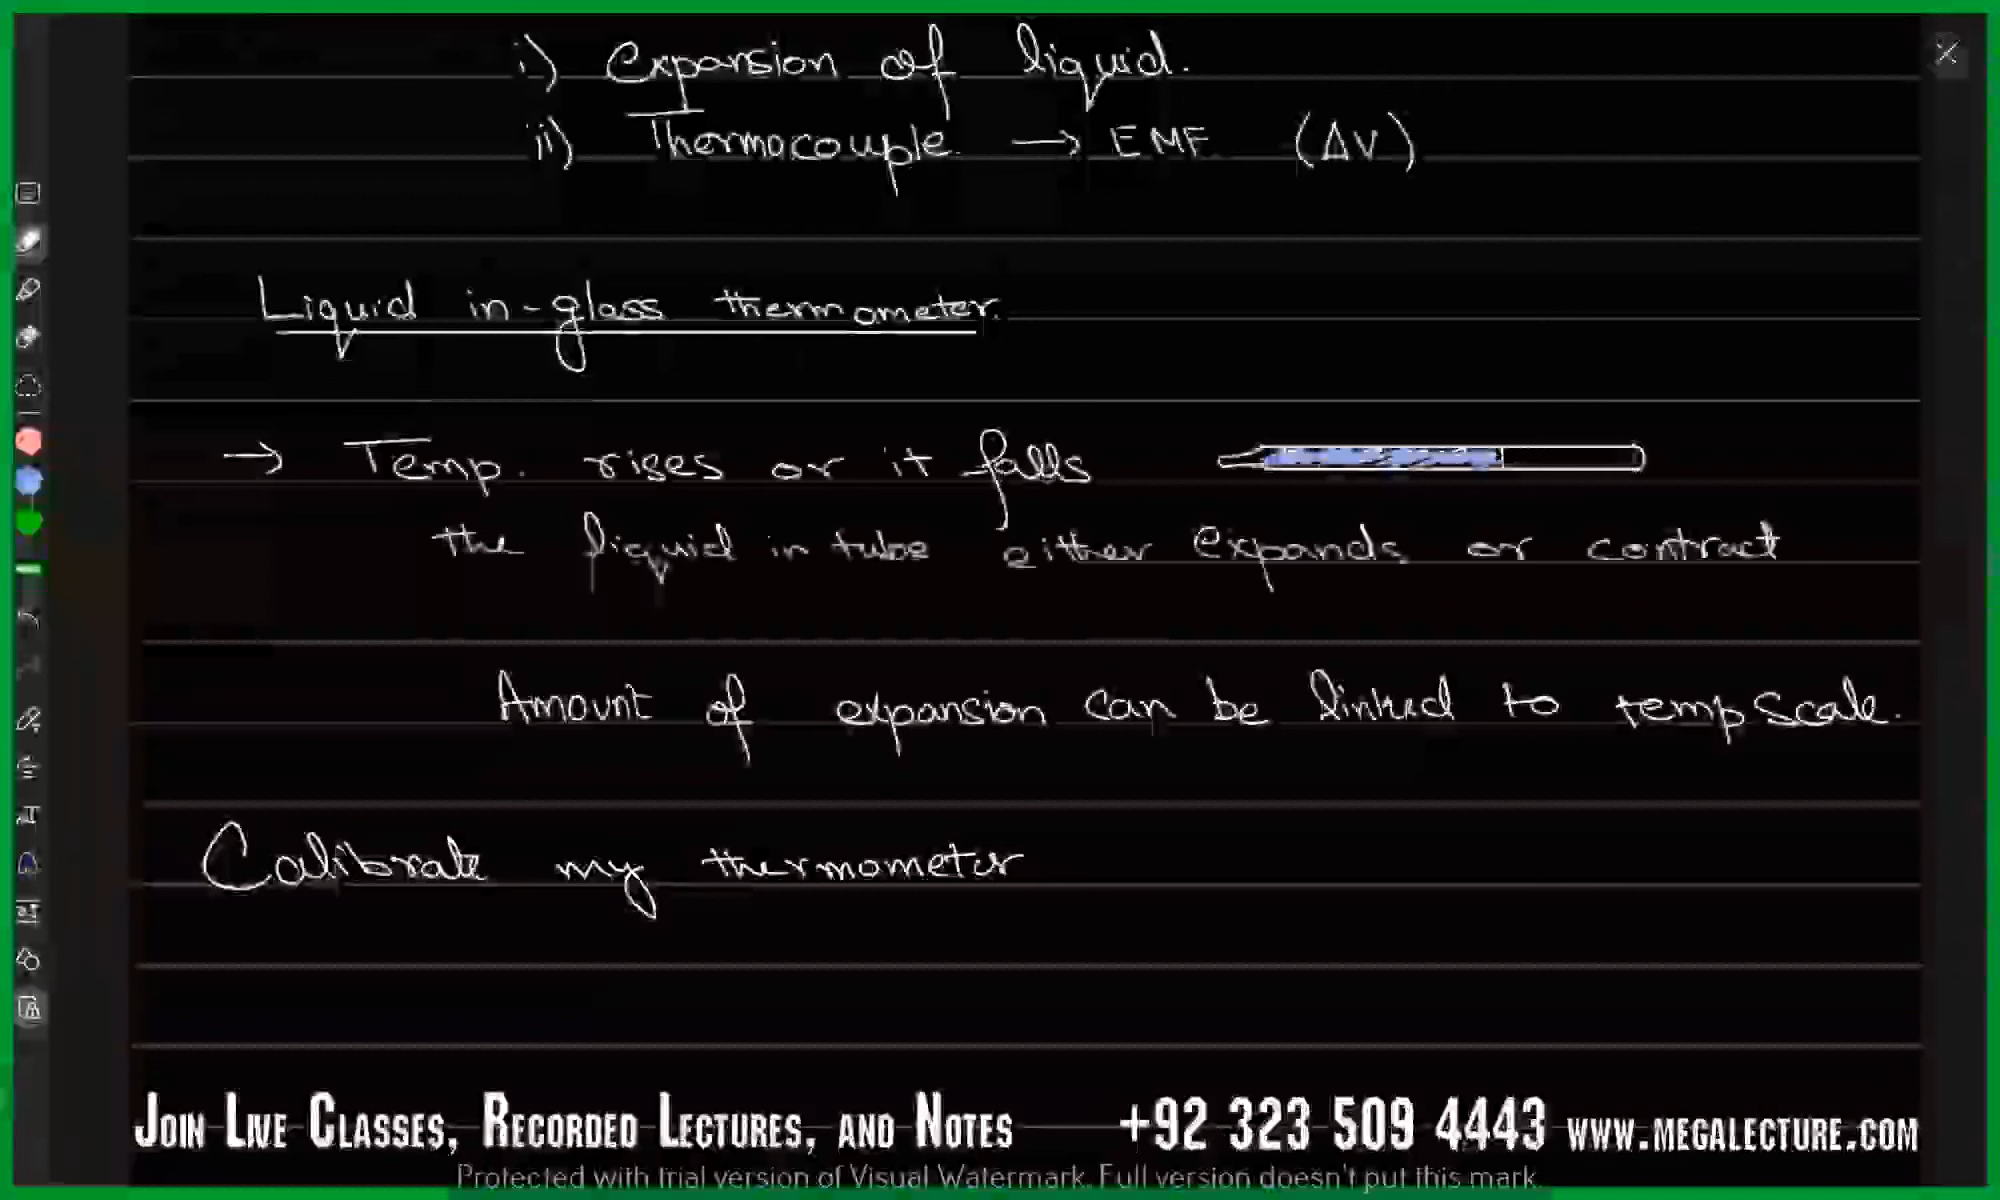 i) Expansion of liquid.
ii) Thermocouple → EMF (ΔV)
Liquid in-glass thermometer.
→ Temp. rises or it falls
the liquid in tube either expands or contract
Amount of expansion can be linked to temp scale.
Calibrate my thermometer
JOIN LIVE CLASSES, RECORDED LECTURES, AND NOTES +92 323 509 4443 WWW.MEGALECTURE.COM
Protected with trial version of Visual Watermark. Full version doesn't put this mark.